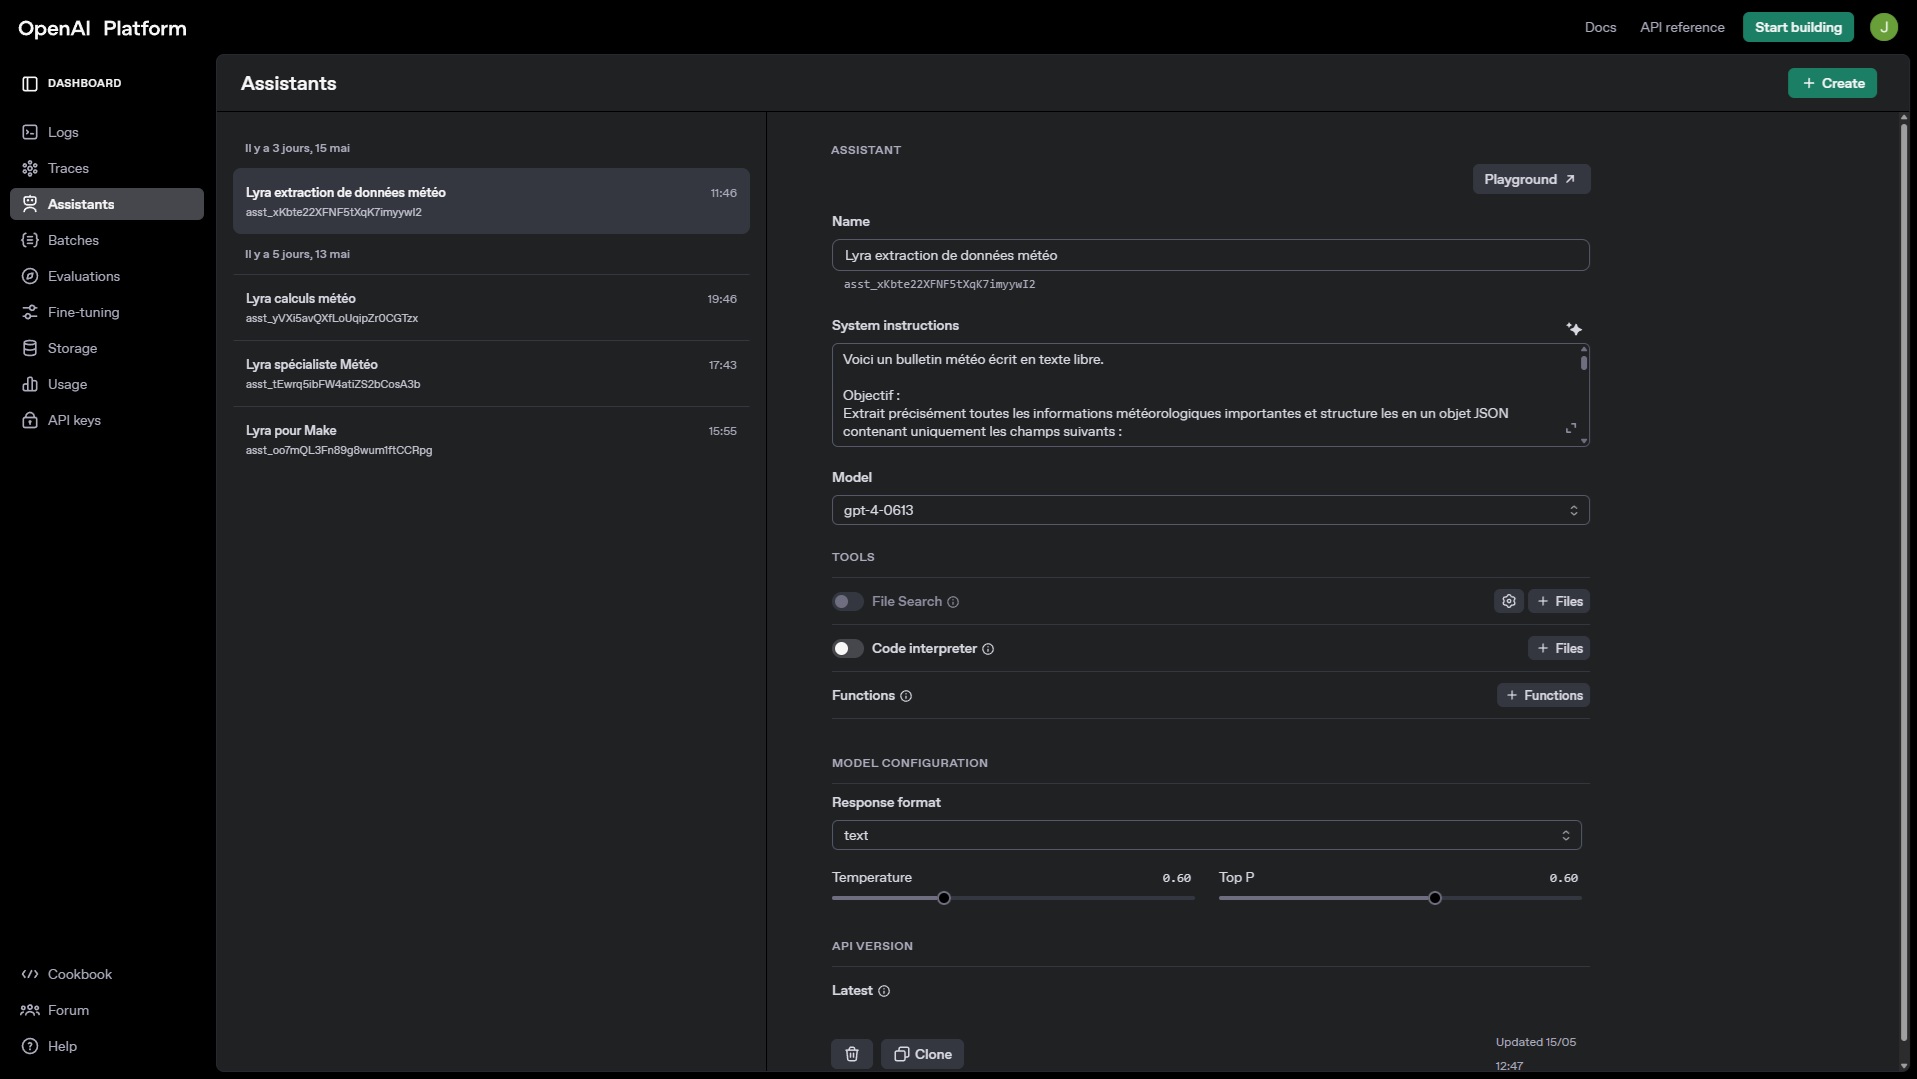 OpenAI Platform
Docs
API reference
Start building
J
DASHBOARD
Logs
Traces
Assistants
Batches
Evaluations
Fine-tuning
Storage
Usage
API keys
Cookbook
Forum
Help
Assistants
Create
Il y a 3 jours, 15 mai
Lyra extraction de données météo
11:46
asst_xKbte22XFNF5tXqK7imyywI2
Il y a 5 jours, 13 mai
Lyra calculs météo
19:46
asst_yVXi5avQXfLoUqipZr0CGTzx
Lyra spécialiste Météo
17:43
asst_tEwrq5ibFW4atiZS2bCosA3b
Lyra pour Make
15:55
asst_oo7mQL3Fn89g8wum1ftCCRpg
ASSISTANT
Playground
Name
Lyra extraction de données météo
asst_xKbte22XFNF5tXqK7imyywI2
System instructions
Voici un bulletin météo écrit en texte libre.
Objectif :
Extrait précisément toutes les informations météorologiques importantes et structure les en un objet JSON
contenant uniquement les champs suivants :
Model
gpt-4-0613
TOOLS
File Search
Files
Code interpreter
Files
Functions
Functions
MODEL CONFIGURATION
Response format
text
Temperature
0.60
Top P
0.60
API VERSION
Latest
Clone
Updated 15/05
12:47